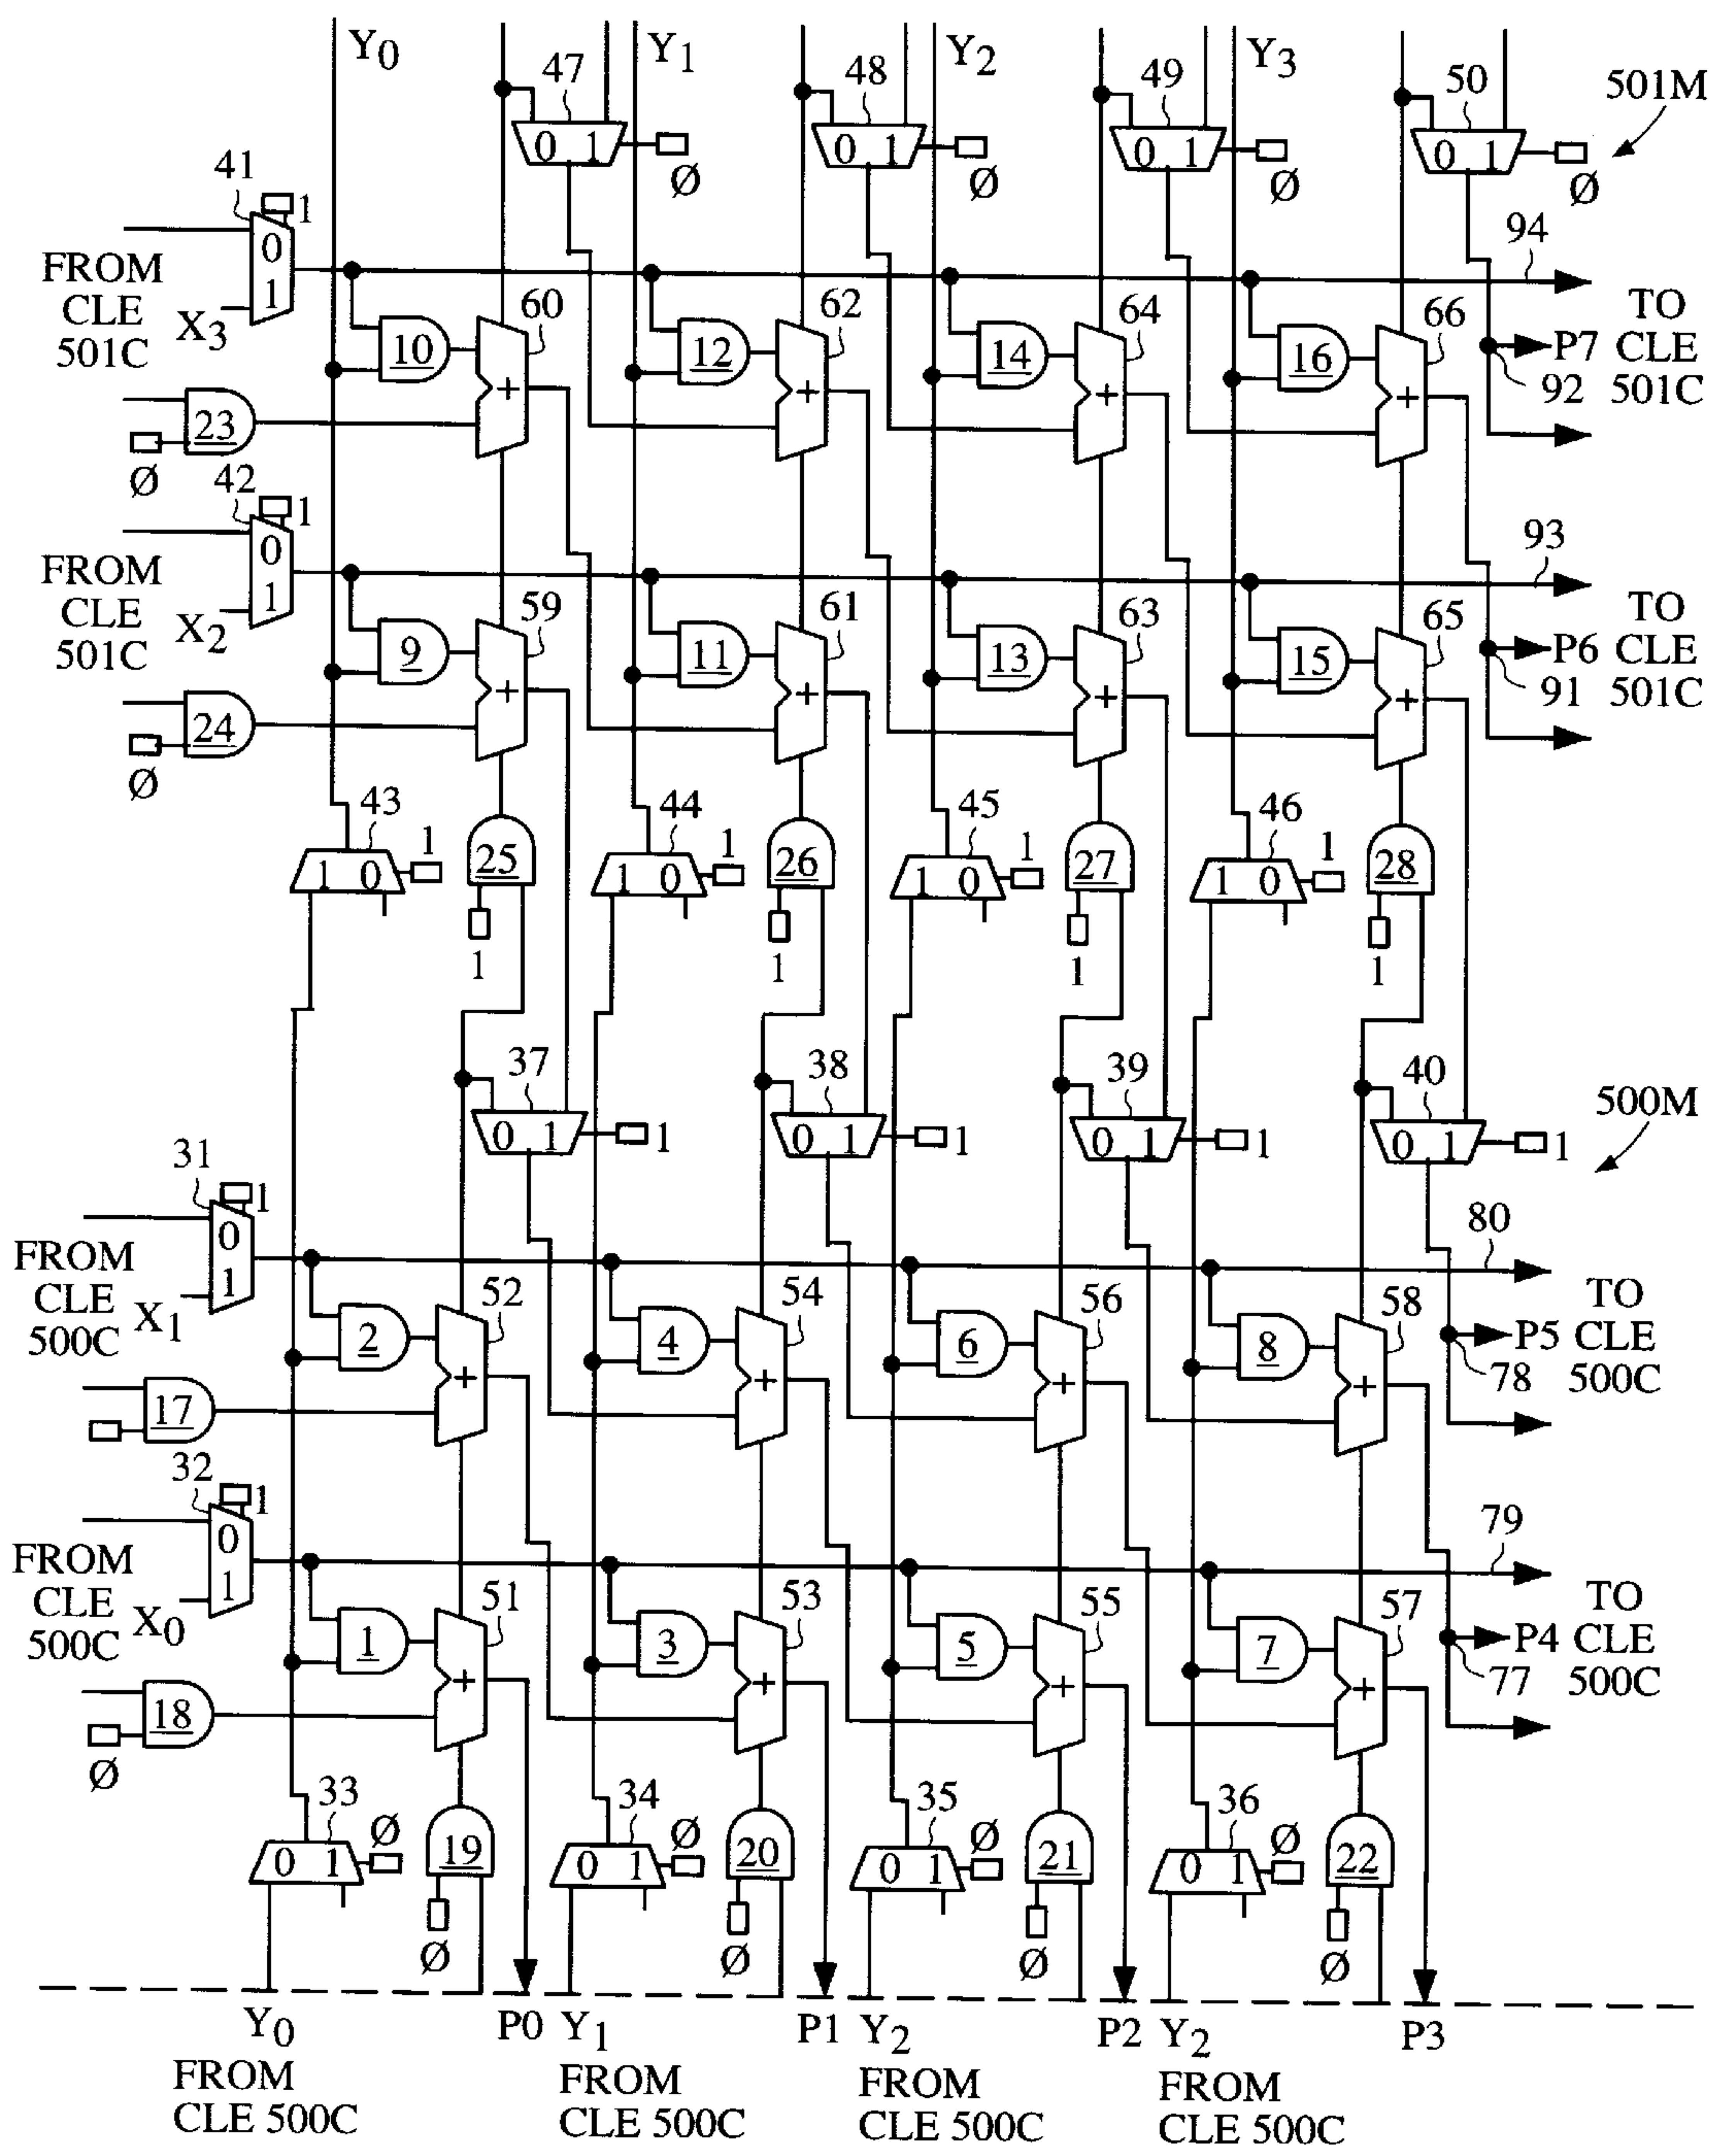 Y0 47 Y1 48 Y2 49 Y3 50 501M
0 1 0 1 0 1 0 1
Ø Ø Ø Ø
41 1
0
1
FROM
CLE
501C
X3
94
60 62 64 66
10 12 14 16
+ + + +
P7
92
TO
CLE
501C
23
Ø
42 1
0
1
FROM
CLE
501C
X2
93
59 61 63 65
9 11 13 15
+ + + +
P6
91
TO
CLE
501C
24
Ø
43 1 44 1 45 1 46 1
1 0 25 1 0 26 1 0 27 1 0 28
1 1 1 1
37 38 39 40 500M
0 1 1 0 1 1 0 1 1 0 1 1
31 1
0
1
FROM
CLE
500C
X1
80
52 54 56 58
2 4 6 8
+ + + +
P5
78
TO
CLE
500C
17
32 1
0
1
FROM
CLE
500C
X0
79
51 53 55 57
1 3 5 7
+ + + +
P4
77
TO
CLE
500C
18
Ø
33 Ø 34 Ø 35 Ø 36 Ø
0 1 19 0 1 20 0 1 21 0 1 22
Ø Ø Ø Ø
Y0 P0 Y1 P1 Y2 P2 Y2 P3
FROM
CLE 500C
FROM
CLE 500C
FROM
CLE 500C
FROM
CLE 500C